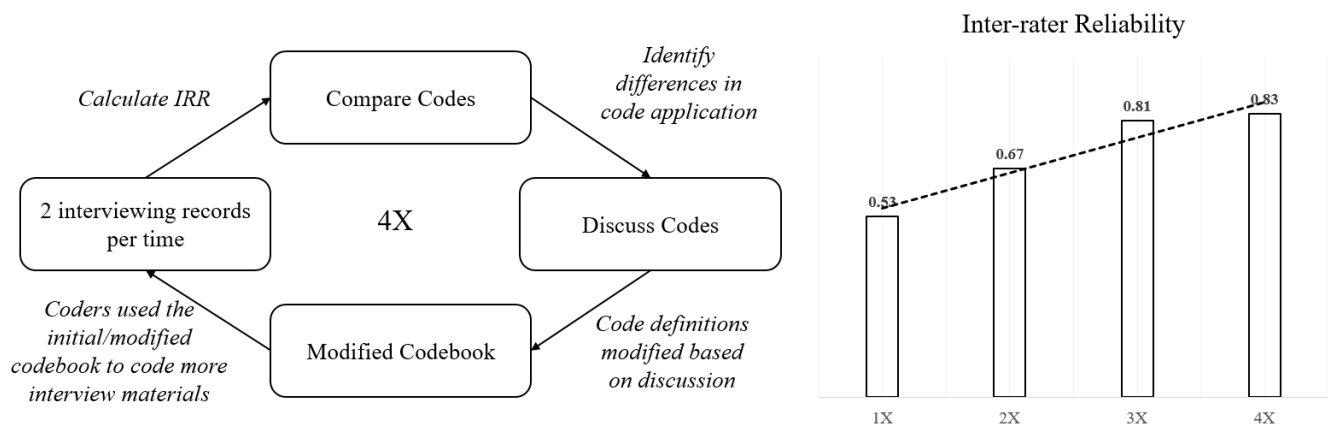 Inter-rater Reliability
Calculate IRR
Compare Codes
Identify
differences in
code application
2 interviewing records
per time
4X
Discuss Codes
Coders used the
initial/modified
codebook to code more
interview materials
Modified Codebook
Code definitions
modified based
on discussion
0.53
0.67
0.81
0.83
1X
2X
3X
4X